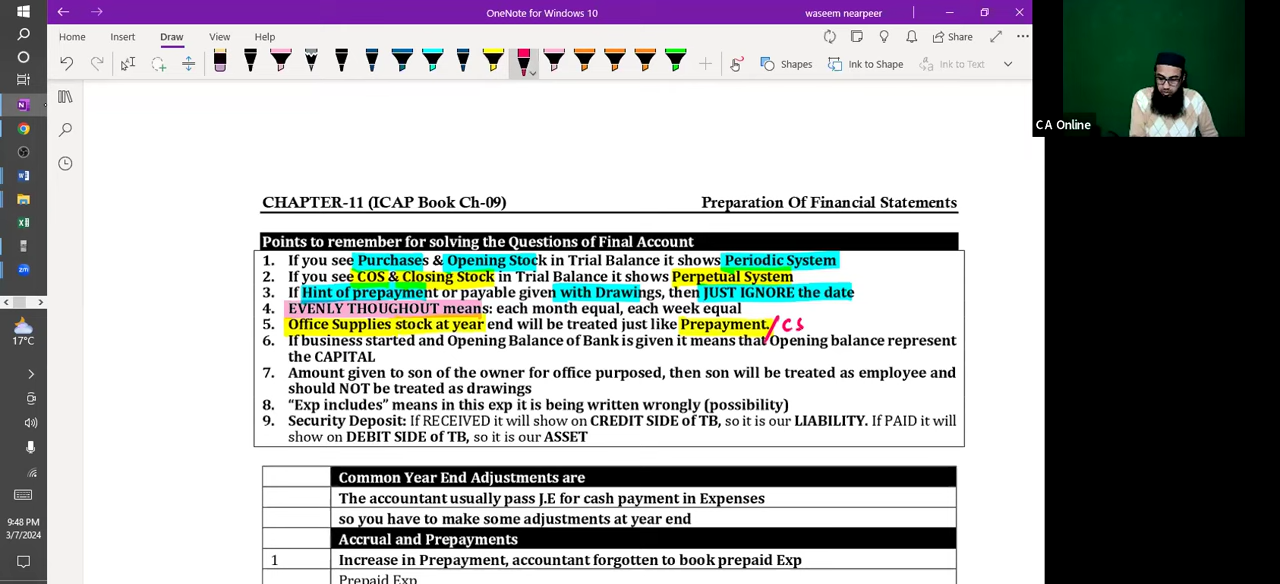 OneNote for Windows 10
waseem nearpeer
Home Insert Draw View Help
Share
Shapes Ink to Shape Ink to Text
C A Online
CHAPTER-11 (ICAP Book Ch-09) Preparation Of Financial Statements
Points to remember for solving the Questions of Final Account
1. If you see Purchases & Opening Stock in Trial Balance it shows Periodic System
2. If you see COS & Closing Stock in Trial Balance it shows Perpetual System
3. If Hint of prepayment or payable given with Drawings, then JUST IGNORE the date
4. EVENLY THOUGHOUT means: each month equal, each week equal
5. Office Supplies stock at year end will be treated just like Prepayment. / CS
6. If business started and Opening Balance of Bank is given it means that Opening balance represent
the CAPITAL
7. Amount given to son of the owner for office purposed, then son will be treated as employee and
should NOT be treated as drawings
8. “Exp includes” means in this exp it is being written wrongly (possibility)
9. Security Deposit: If RECEIVED it will show on CREDIT SIDE of TB, so it is our LIABILITY. If PAID it will
show on DEBIT SIDE of TB, so it is our ASSET
Common Year End Adjustments are
The accountant usually pass J.E for cash payment in Expenses
so you have to make some adjustments at year end
Accrual and Prepayments
1 Increase in Prepayment, accountant forgotten to book prepaid Exp
Prepaid Exp
17°C
9:48 PM
3/7/2024